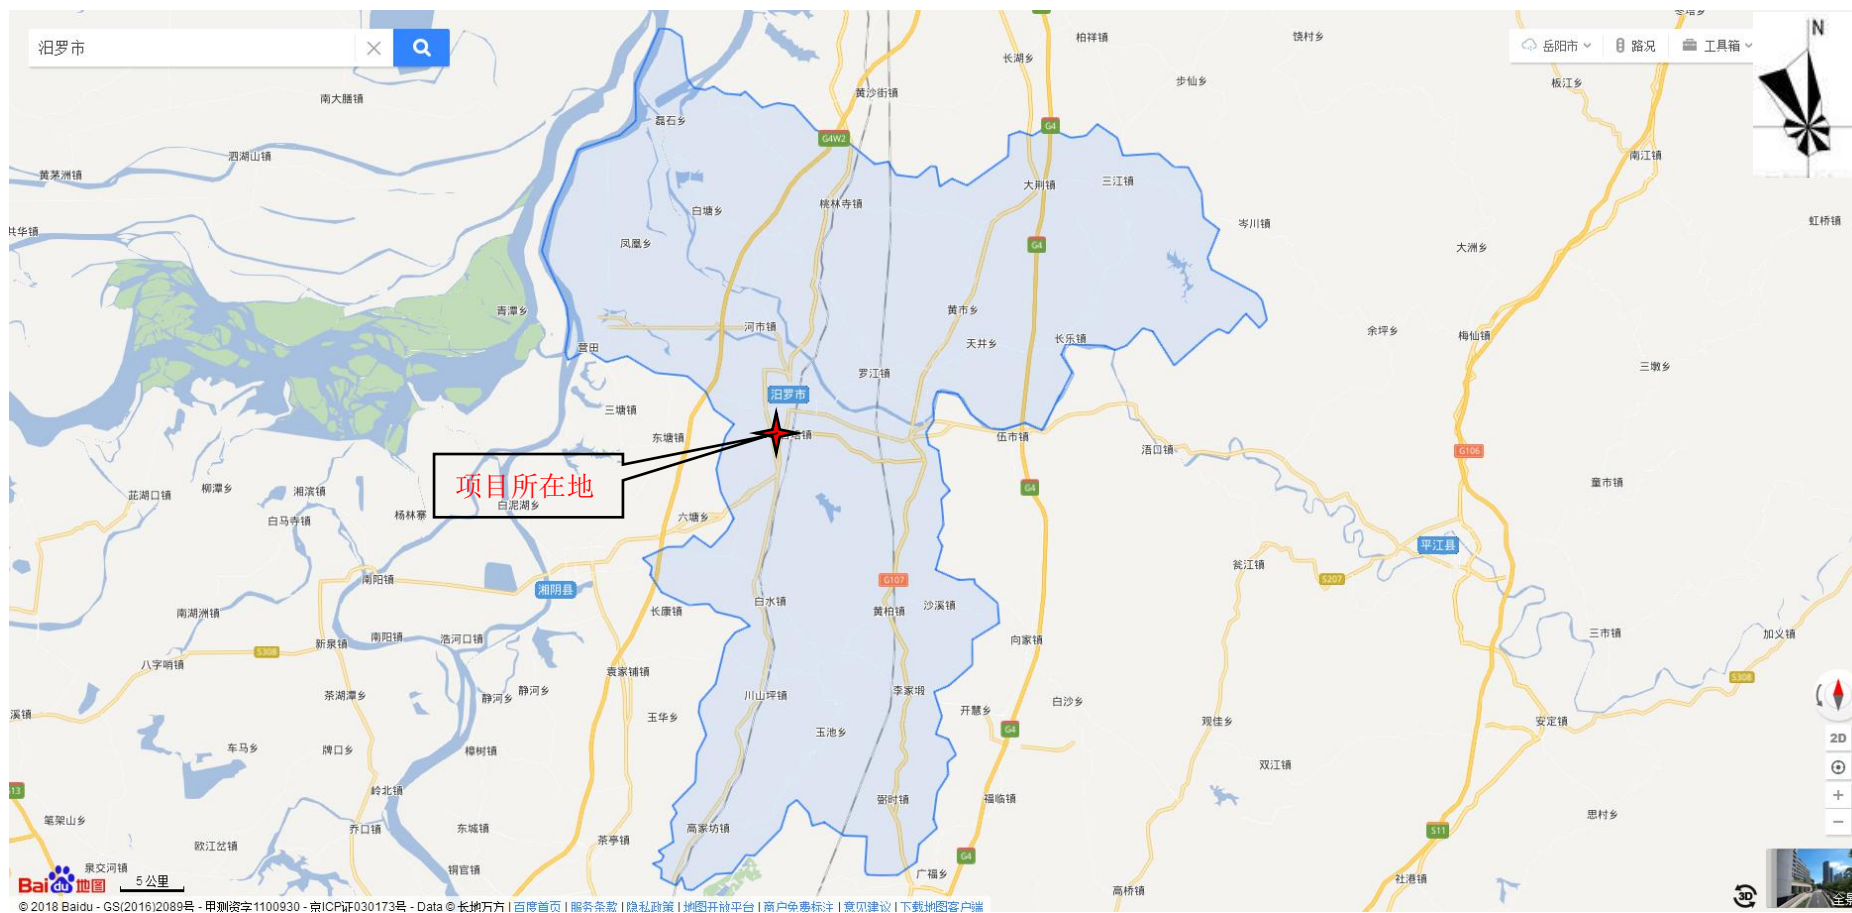 汨罗市
岳阳市
路况
工具箱
N
柏祥镇
饶村乡
长湖乡
步仙乡
板江乡
南大膳镇
黄沙街镇
磊石乡
G4
G4W2
泗湖山镇
南江镇
黄茅洲镇
大荆镇
三江镇
桃林寺镇
白塘乡
岑川镇
虹桥镇
共华镇
凤凰乡
G4
大洲乡
青潭乡
黄市乡
河市镇
余坪乡
梅仙镇
营田
天井乡
长乐镇
三墩乡
罗江镇
汨罗市
三塘镇
东塘镇
伍市镇
浯口镇
G106
项目所在地
柳潭乡
湘滨镇
芷湖口镇
白泥湖乡
G4
童市镇
白马寺镇
杨林寨
六塘乡
平江县
南阳镇
湘阴县
G107
瓮江镇
S207
白水镇
黄柏镇
沙溪镇
南湖洲镇
长康镇
向家镇
三市镇
加义镇
新泉镇
南阳镇
浩河口镇
S308
八字哨镇
袁家铺镇
S308
茶湖潭乡
静河乡
静河乡
川山坪镇
李家塅
白沙乡
溪镇
玉华乡
开慧乡
观佳乡
安定镇
玉池乡
G4
车马乡
牌口乡
樟树镇
2D
双江镇
岭北镇
弼时镇
福临镇
笔架山乡
乔口镇
东城镇
高家坊镇
思村乡
S11
欧江岔镇
茶亭镇
G4
泉交河镇
铜官镇
广福乡
社港镇
高桥镇
Bai du 地图
5公里
3D
全景
© 2018 Baidu - GS(2016)2089号 - 甲测资字1100930 - 京ICP证030173号 - Data © 长地万方 | 百度首页 | 服务条款 | 隐私政策 | 地图开放平台 | 商户免费标注 | 意见建议 | 下载地图客户端